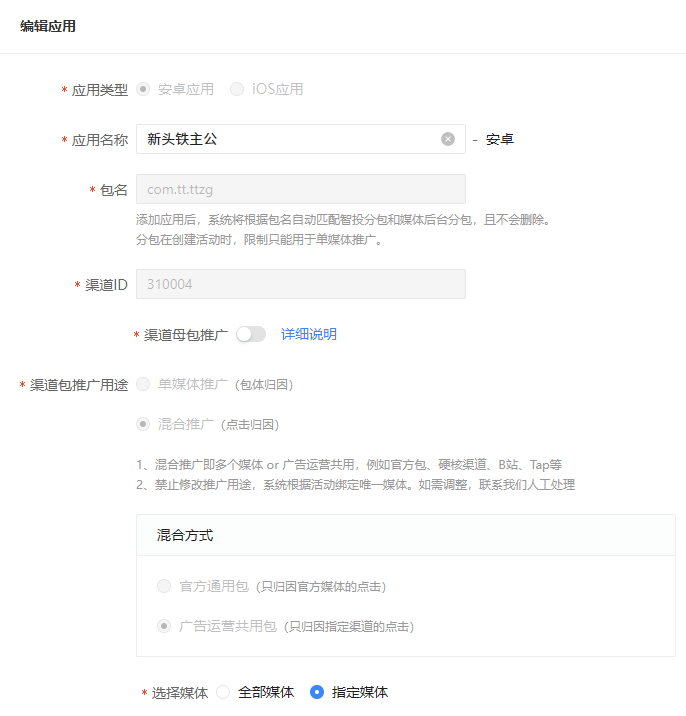 编辑应用
* 应用类型 安卓应用 iOS应用
* 应用名称 新头铁主公 - 安卓
* 包名 com.tt.ttzg
添加应用后，系统将根据包名自动匹配智投分包和媒体后台分包，且不会删除。
分包在创建活动时，限制只能用于单媒体推广。
* 渠道ID 310004
* 渠道母包推广 详细说明
* 渠道包推广用途 单媒体推广 (包体归因)
混合推广 (点击归因)
1、混合推广即多个媒体 or 广告运营共用，例如官方包、硬核渠道、B站、Tap等
2、禁止修改推广用途，系统根据活动绑定唯一媒体。如需调整，联系我们人工处理
混合方式
官方通用包 (只归因官方媒体的点击)
广告运营共用包 (只归因指定渠道的点击)
* 选择媒体 全部媒体 指定媒体